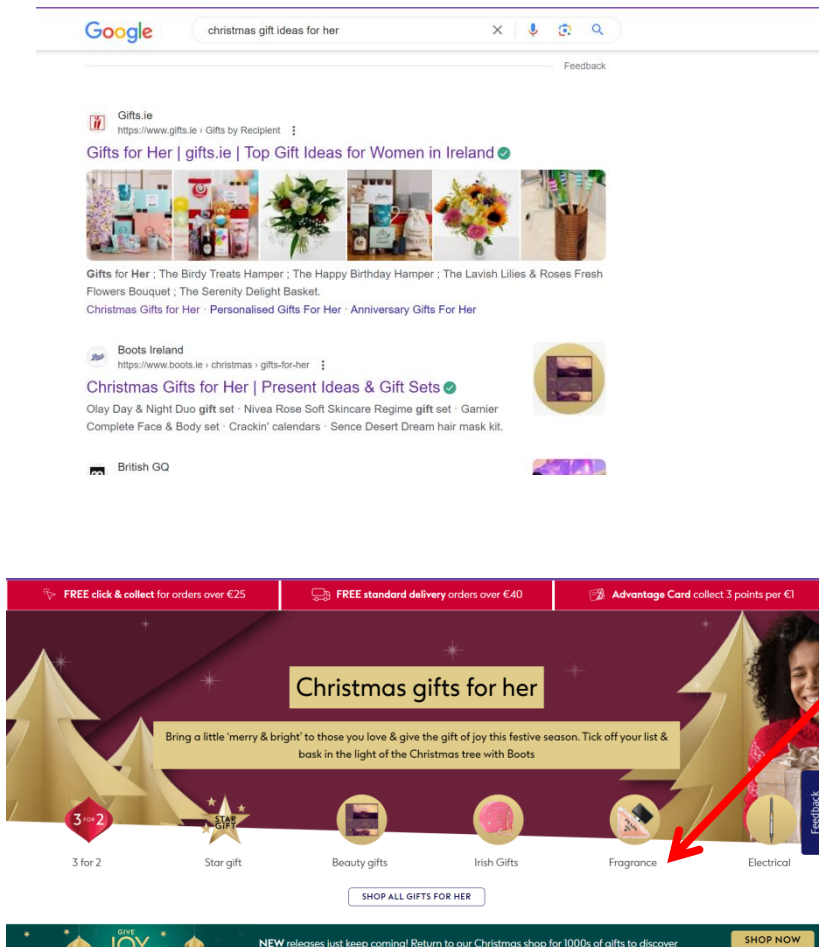 Google
christmas gift ideas for her
Feedback
Gifts.ie
https://www.gifts.ie › Gifts by Recipient
Gifts for Her | gifts.ie | Top Gift Ideas for Women in Ireland
Gifts for Her ; The Birdy Treats Hamper ; The Happy Birthday Hamper ; The Lavish Lilies & Roses Fresh
Flowers Bouquet ; The Serenity Delight Basket.
Christmas Gifts for Her · Personalised Gifts For Her · Anniversary Gifts For Her
Boots
Boots Ireland
https://www.boots.ie › christmas › gifts-for-her
Christmas Gifts for Her | Present Ideas & Gift Sets
Olay Day & Night Duo gift set · Nivea Rose Soft Skincare Regime gift set · Garnier
Complete Face & Body set · Crackin' calendars · Sence Desert Dream hair mask kit.
British GQ
FREE click & collect for orders over €25
FREE standard delivery orders over €40
Advantage Card collect 3 points per €1
Christmas gifts for her
Bring a little 'merry & bright' to those you love & give the gift of joy this festive season. Tick off your list &
bask in the light of the Christmas tree with Boots
Feedback
3 FOR 2
STAR
GIFT
3 for 2
Star gift
Beauty gifts
Irish Gifts
Fragrance
Electrical
SHOP ALL GIFTS FOR HER
GIVE
JOY
NEW releases just keep coming! Return to our Christmas shop for 1000s of gifts to discover
SHOP NOW